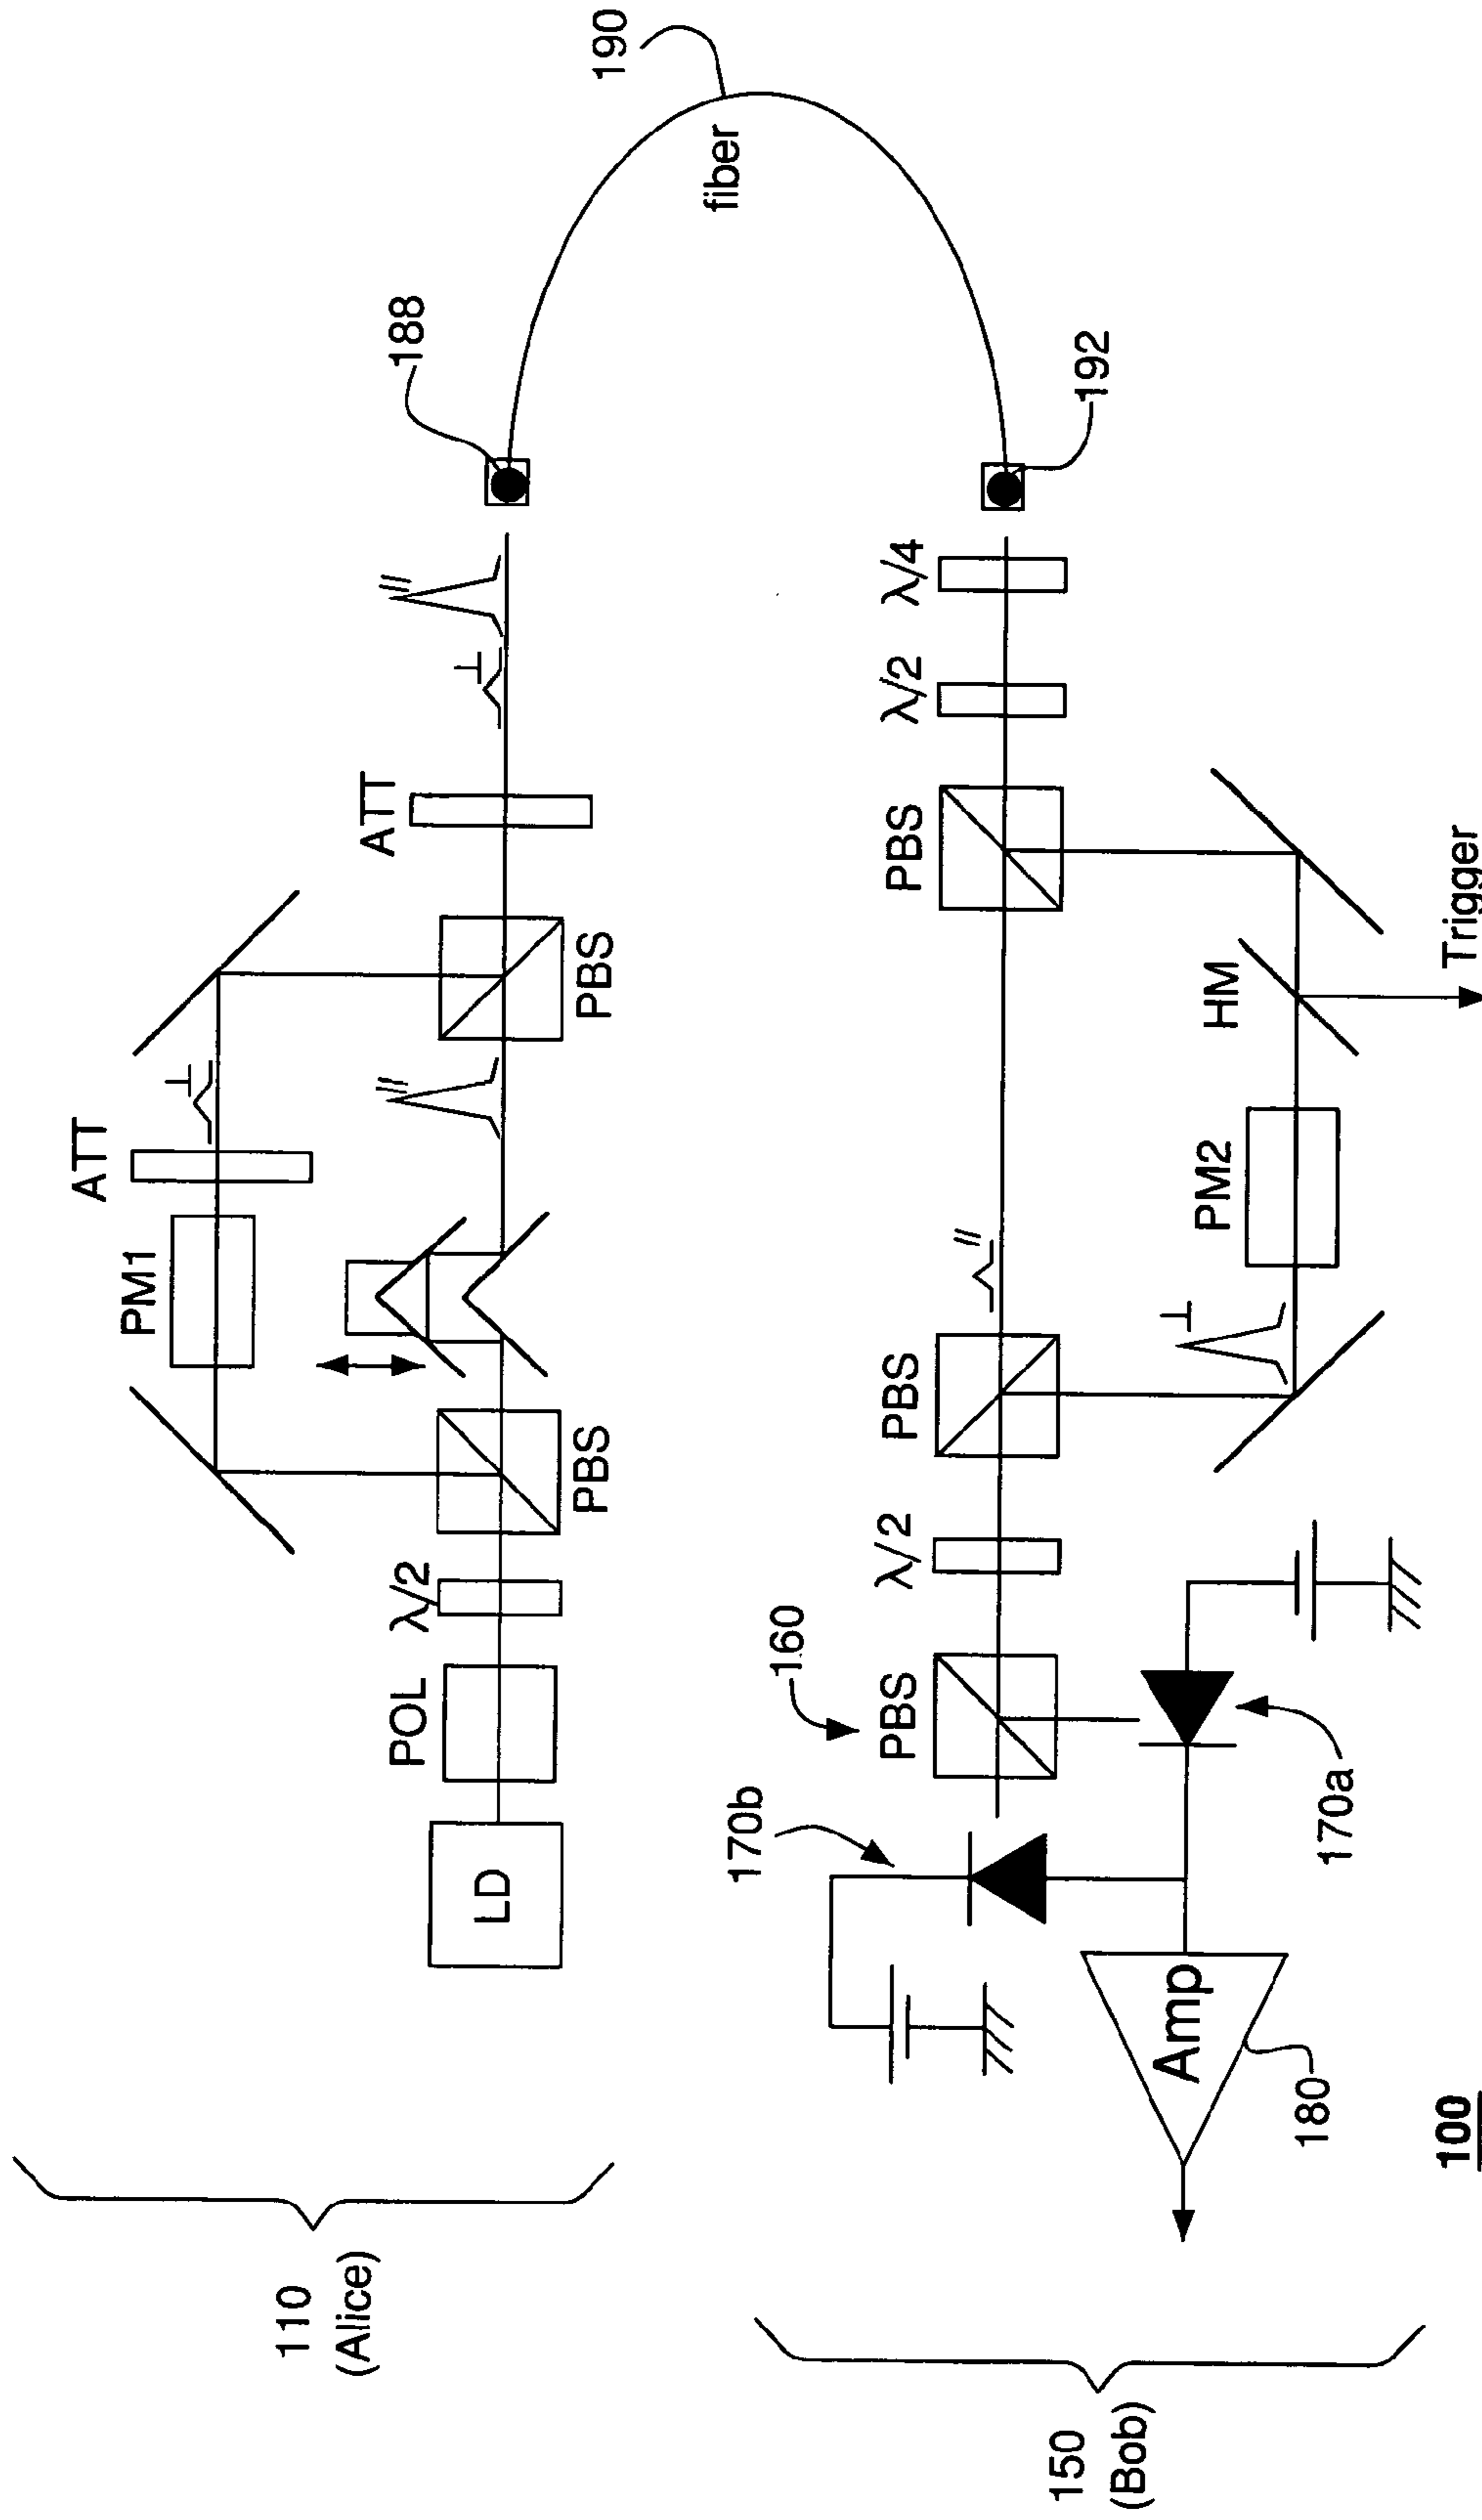 110
(Alice)
LD
POL
λ/2
PBS
PM1
ATT
⊥
//
PBS
ATT
⊥
//
188
190
fiber
192
150
(Bob)
λ/4
λ/2
PBS
HM
Trigger
PM2
⊥
//
PBS
λ/2
PBS
160
170a
170b
Amp
180
100